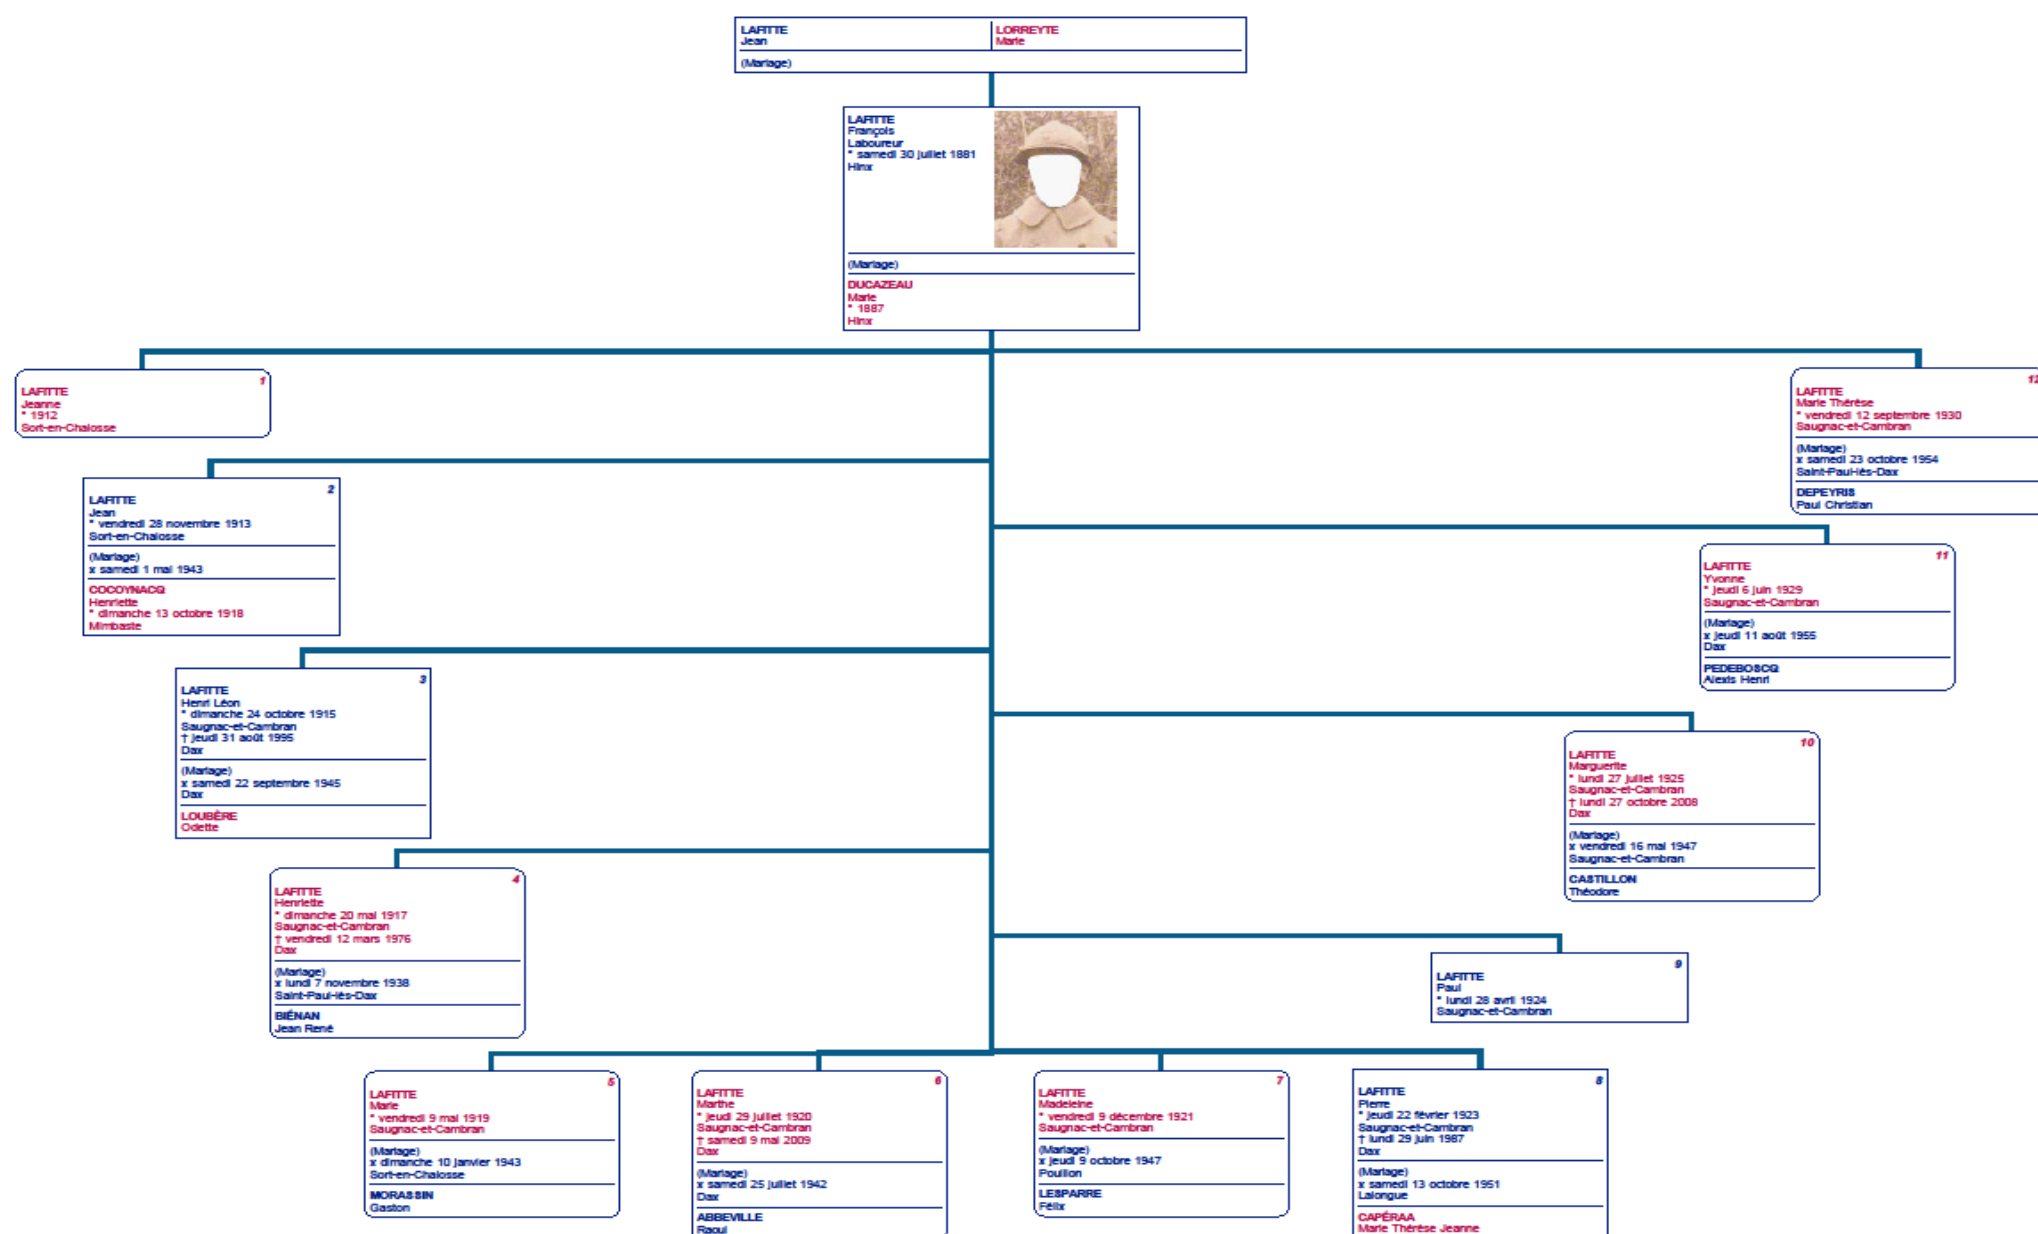 LAFITTE
Jean
LORREYTE
Marie
(Mariage)
LAFITTE
François
Laboureur
* samedi 30 juillet 1881
Hinx
(Mariage)
DUCAZEAU
Marie
* 1887
Hinx
1
LAFITTE
Jeanne
* 1912
Sort-en-Chalosse
2
LAFITTE
Jean
* vendredi 28 novembre 1913
Sort-en-Chalosse
(Mariage)
x samedi 1 mai 1943
COCOYNACQ
Henriette
* dimanche 13 octobre 1918
Mimbaste
3
LAFITTE
Henri Léon
* dimanche 24 octobre 1915
Saugnac-et-Cambran
† jeudi 31 août 1995
Dax
(Mariage)
x samedi 22 septembre 1945
Dax
LOUBÈRE
Odette
4
LAFITTE
Henriette
* dimanche 20 mai 1917
Saugnac-et-Cambran
† vendredi 12 mars 1976
Dax
(Mariage)
x lundi 7 novembre 1938
Saint-Paul-lès-Dax
BIÉNAN
Jean René
5
LAFITTE
Marie
* vendredi 9 mai 1919
Saugnac-et-Cambran
(Mariage)
x dimanche 10 janvier 1943
Sort-en-Chalosse
MORASSIN
Gaston
6
LAFITTE
Marthe
* jeudi 29 juillet 1920
Saugnac-et-Cambran
† samedi 9 mai 2009
Dax
(Mariage)
x samedi 25 juillet 1942
Dax
ABBEVILLE
Raoul
7
LAFITTE
Madeleine
* vendredi 9 décembre 1921
Saugnac-et-Cambran
(Mariage)
x jeudi 9 octobre 1947
Pouillon
LESPARRE
Félix
8
LAFITTE
Pierre
* jeudi 22 février 1923
Saugnac-et-Cambran
† lundi 29 juin 1987
Dax
(Mariage)
x samedi 13 octobre 1951
Lalongue
CAPÉRAA
Marie Thérèse Jeanne
9
LAFITTE
Paul
* lundi 28 avril 1924
Saugnac-et-Cambran
10
LAFITTE
Marguerite
* lundi 27 juillet 1925
Saugnac-et-Cambran
† lundi 27 octobre 2008
Dax
(Mariage)
x vendredi 16 mai 1947
Saugnac-et-Cambran
CASTILLON
Théodore
11
LAFITTE
Yvonne
* jeudi 6 juin 1929
Saugnac-et-Cambran
(Mariage)
x jeudi 11 août 1955
Dax
PEDEBOSCQ
Alexis Henri
12
LAFITTE
Marie Thérèse
* vendredi 12 septembre 1930
Saugnac-et-Cambran
(Mariage)
x samedi 23 octobre 1954
Saint-Paul-lès-Dax
DEPEYRIS
Paul Christian